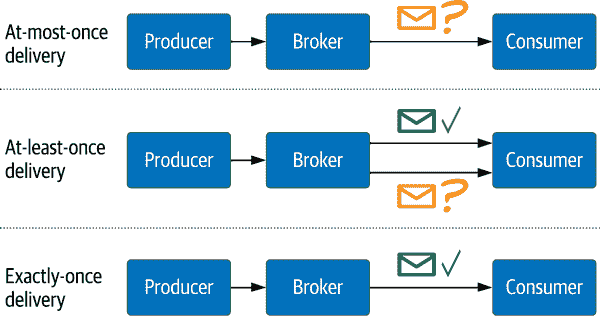 At-most-once
delivery
Producer
Broker
?
Consumer
At-least-once
delivery
Producer
Broker
?
Consumer
Exactly-once
delivery
Producer
Broker
Consumer